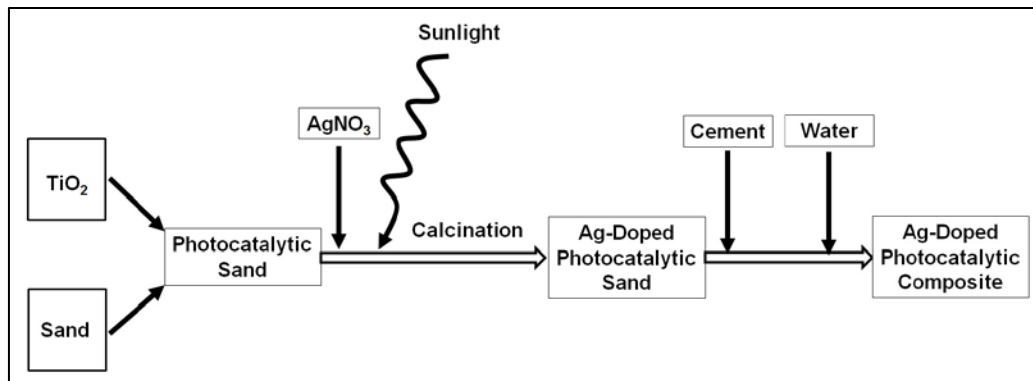 Sunlight
AgNO₃
Cement
Water
TiO₂
Photocatalytic
Sand
Calcination
Ag-Doped
Photocatalytic
Sand
Ag-Doped
Photocatalytic
Composite
Sand